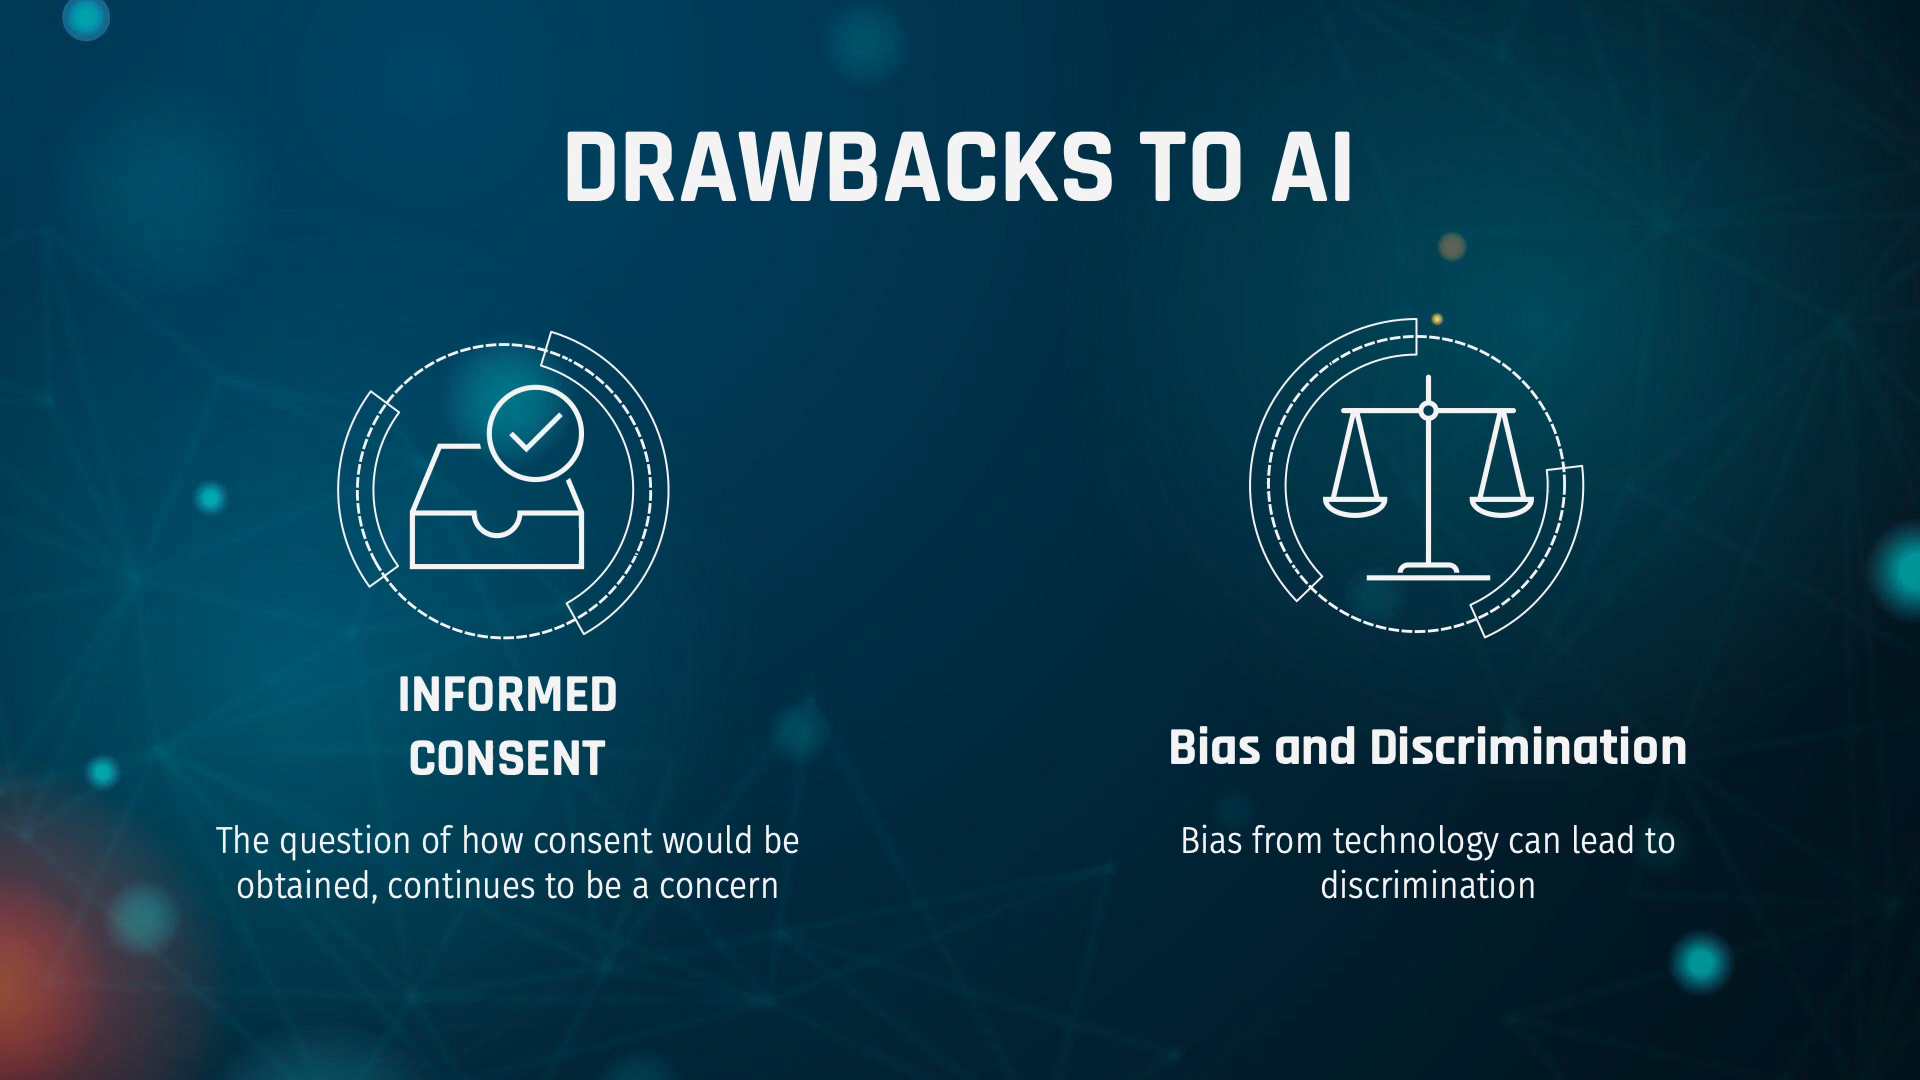 DRAWBACKS TO AI
INFORMED
CONSENT
The question of how consent would be
obtained, continues to be a concern
Bias and Discrimination
Bias from technology can lead to
discrimination